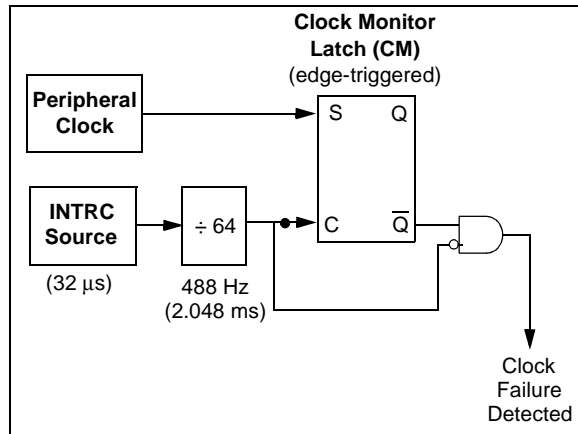 Clock Monitor
Latch (CM)
(edge-triggered)
Peripheral
Clock
S Q
INTRC
Source
÷ 64
C Q̅
(32 μs)
488 Hz
(2.048 ms)
Clock
Failure
Detected